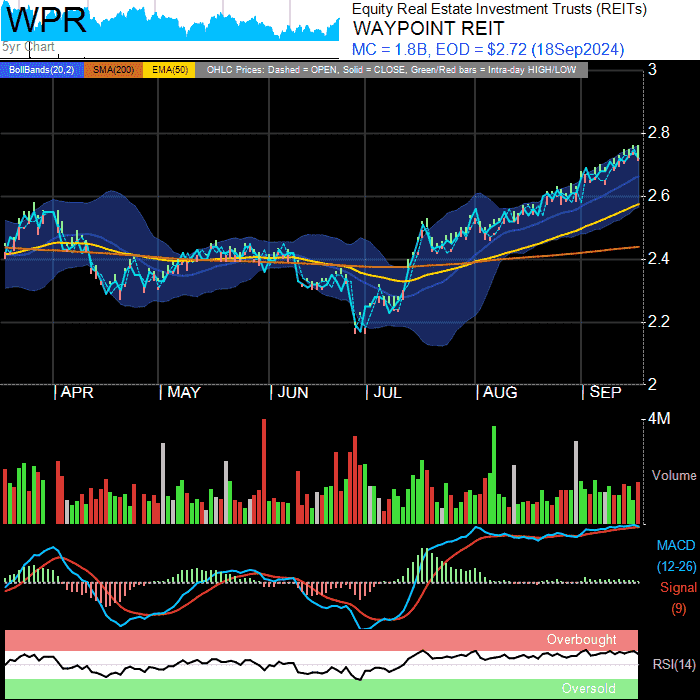 WPR
5yr Chart
Equity Real Estate Investment Trusts (REITs)
WAYPOINT REIT
MC = 1.8B, EOD = $2.72 (18Sep2024)
BollBands(20,2) SMA(200) EMA(50) OHLC Prices: Dashed = OPEN, Solid = CLOSE, Green/Red bars = Intra-day HIGH/LOW
3
2.8
2.6
2.4
2.2
2
APR MAY JUN JUL AUG SEP
4M
Volume
MACD
(12-26)
Signal
(9)
Overbought
RSI(14)
Oversold